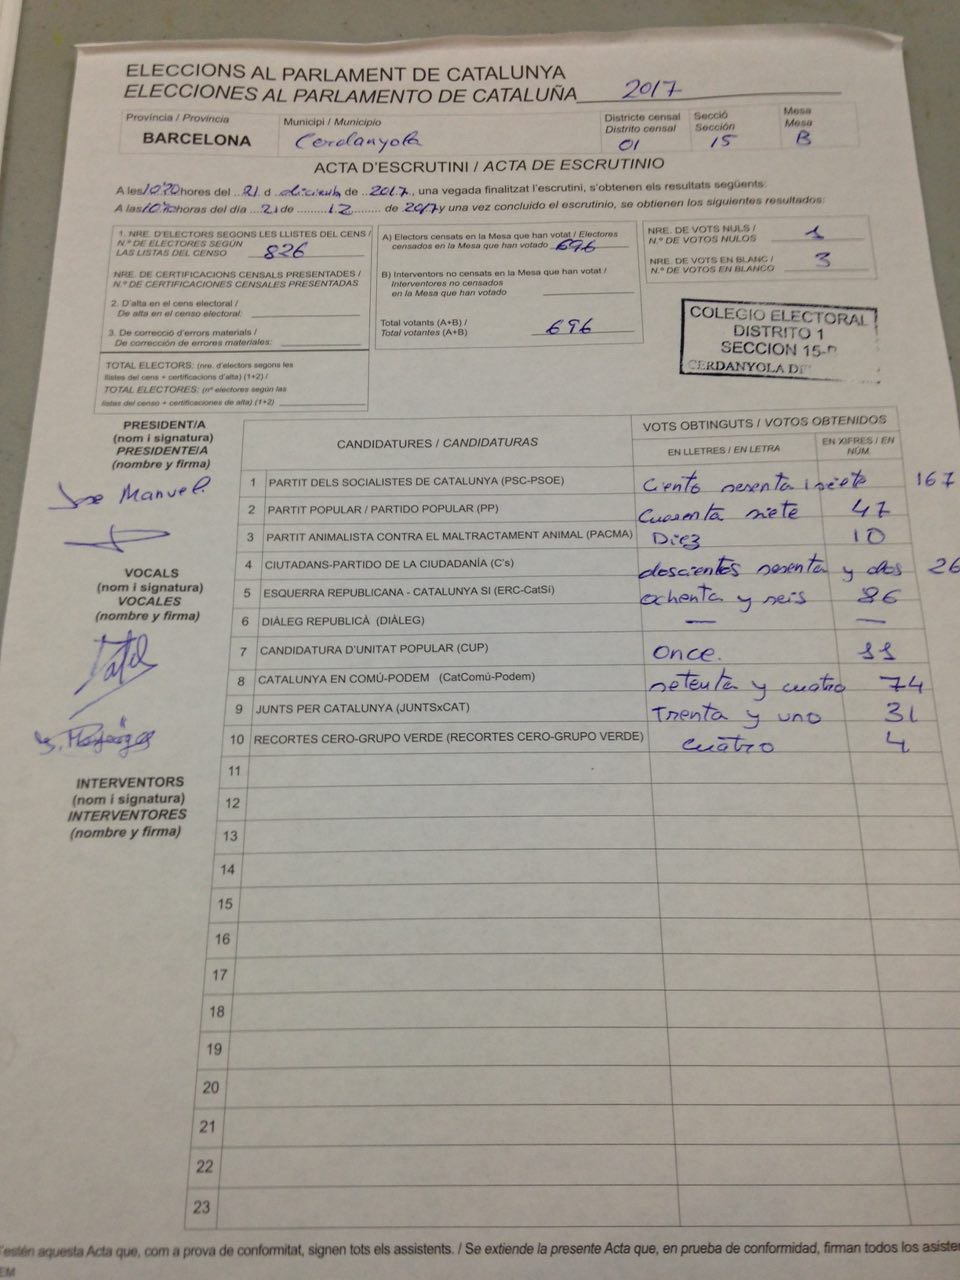 ELECCIONS AL PARLAMENT DE CATALUNYA
ELECCIONES AL PARLAMENTO DE CATALUÑA 2017
Província / Provincia
BARCELONA
Municipi / Municipio
Cerdanyola
Districte censal
Distrito censal
01
Secció
Sección
15
Mesa
Mesa
B
ACTA D'ESCRUTINI / ACTA DE ESCRUTINIO
A les hores del 21 d de 2017, una vegada finalitzat l'escrutini, s'obtenen els resultats següents:
A las horas del día 21 de 12 de 2017 y una vez concluido el escrutinio, se obtienen los siguientes resultados:
1. NRE. D'ELECTORS SEGONS LES LLISTES DEL CENS /
N.º DE ELECTORES SEGÚN
LAS LISTAS DEL CENSO 826
NRE. DE CERTIFICACIONS CENSALS PRESENTADES /
N.º DE CERTIFICACIONES CENSALES PRESENTADAS
2. D'alta en el cens electoral /
De alta en el censo electoral:
3. De correcció d'errors materials /
De corrección de errores materiales:
TOTAL ELECTORS: (nre. d'electors segons les
llistes del cens + certificacions d'alta) (1+2) /
TOTAL ELECTORES: (nº electores según las
listas del censo + certificaciones de alta) (1+2)
A) Electors censats en la Mesa que han votat / Electores
censados en la Mesa que han votado 696
B) Interventors no censats en la Mesa que han votat /
Interventores no censados
en la Mesa que han votado
Total votants (A+B) /
Total votantes (A+B) 696
NRE. DE VOTS NULS /
N.º DE VOTOS NULOS 1
NRE. DE VOTS EN BLANC /
N.º DE VOTOS EN BLANCO 3
COLEGIO ELECTORAL
DISTRITO 1
SECCION 15-
CERDANYOLA
PRESIDENT/A
(nom i signatura)
PRESIDENTE/A
(nombre y firma)
Jose Manuel
VOCALS
(nom i signatura)
VOCALES
(nombre y firma)
INTERVENTORS
(nom i signatura)
INTERVENTORES
(nombre y firma)
CANDIDATURES / CANDIDATURAS
VOTS OBTINGUTS / VOTOS OBTENIDOS
EN LLETRES / EN LETRA
EN XIFRES / EN NÚM
1 PARTIT DELS SOCIALISTES DE CATALUNYA (PSC-PSOE) Ciento sesenta i siete 167
2 PARTIT POPULAR / PARTIDO POPULAR (PP) Cuarenta siete 47
3 PARTIT ANIMALISTA CONTRA EL MALTRACTAMENT ANIMAL (PACMA) Diez 10
4 CIUTADANS-PARTIDO DE LA CIUDADANÍA (C's) doscientos sesenta y dos 26
5 ESQUERRA REPUBLICANA - CATALUNYA SI (ERC-CatSí) ochenta y seis 86
6 DIÀLEG REPUBLICÀ (DIÀLEG) — —
7 CANDIDATURA D'UNITAT POPULAR (CUP) Once. 11
8 CATALUNYA EN COMÚ-PODEM (CatComú-Podem) setenta y cuatro 74
9 JUNTS PER CATALUNYA (JUNTSxCAT) Trenta y uno 31
10 RECORTES CERO-GRUPO VERDE (RECORTES CERO-GRUPO VERDE) cuatro 4
11
12
13
14
15
16
17
18
19
20
21
22
23
estén aquesta Acta que, com a prova de conformitat, signen tots els assistents. / Se extiende la presente Acta que, en prueba de conformidad, firman todos los
EM